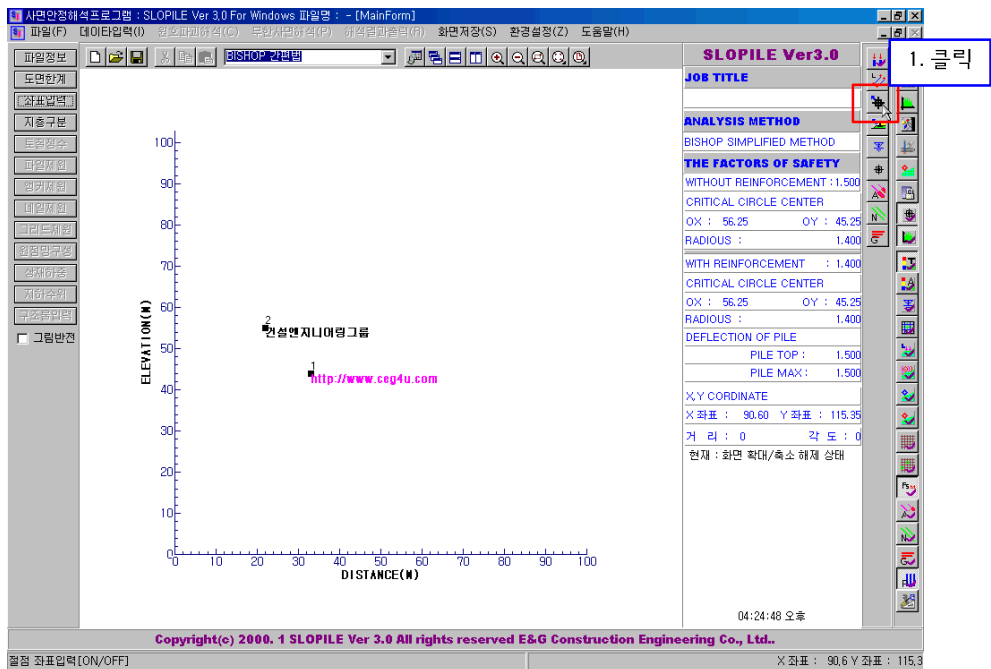 사면안정해석프로그램 : SLOPILE Ver 3.0 For Windows 파일명 : - [MainForm]
파일(F) 데이타입력(I) 원호파괴해석(C) 무한사면해석(P) 해석결과출력(R) 화면저장(S) 환경설정(Z) 도움말(H)
BISHOP 간편법
1. 클릭
파일정보
도면한계
좌표입력
지층구분
토질정수
파일제원
앵커제원
네일제원
그리드제원
원점망구성
상재하중
지하수위
구조물입력
그림반전
ELEVATION(M)
100
90
80
70
60
50
40
30
20
10
0
2
건설엔지니어링그룹
1
http://www.ceg4u.com
0 10 20 30 40 50 60 70 80 90 100
DISTANCE(M)
SLOPILE Ver3.0
JOB TITLE
ANALYSIS METHOD
BISHOP SIMPLIFIED METHOD
THE FACTORS OF SAFETY
WITHOUT REINFORCEMENT : 1.500
CRITICAL CIRCLE CENTER
OX : 56.25 OY : 45.25
RADIOUS : 1.400
WITH REINFORCEMENT : 1.400
CRITICAL CIRCLE CENTER
OX : 56.25 OY : 45.25
RADIOUS : 1.400
DEFLECTION OF PILE
PILE TOP : 1.500
PILE MAX : 1.500
X,Y CORDINATE
X 좌표 : 90.60 Y 좌표 : 115.35
거 리 : 0 각 도 : 0
현재 : 화면 확대/축소 해제 상태
04:24:48 오후
Copyright(c) 2000. 1 SLOPILE Ver 3.0 All rights reserved E&G Construction Engineering Co., Ltd..
절점 좌표입력[ON/OFF]
X 좌표 : 90,6 Y 좌표 : 115,3